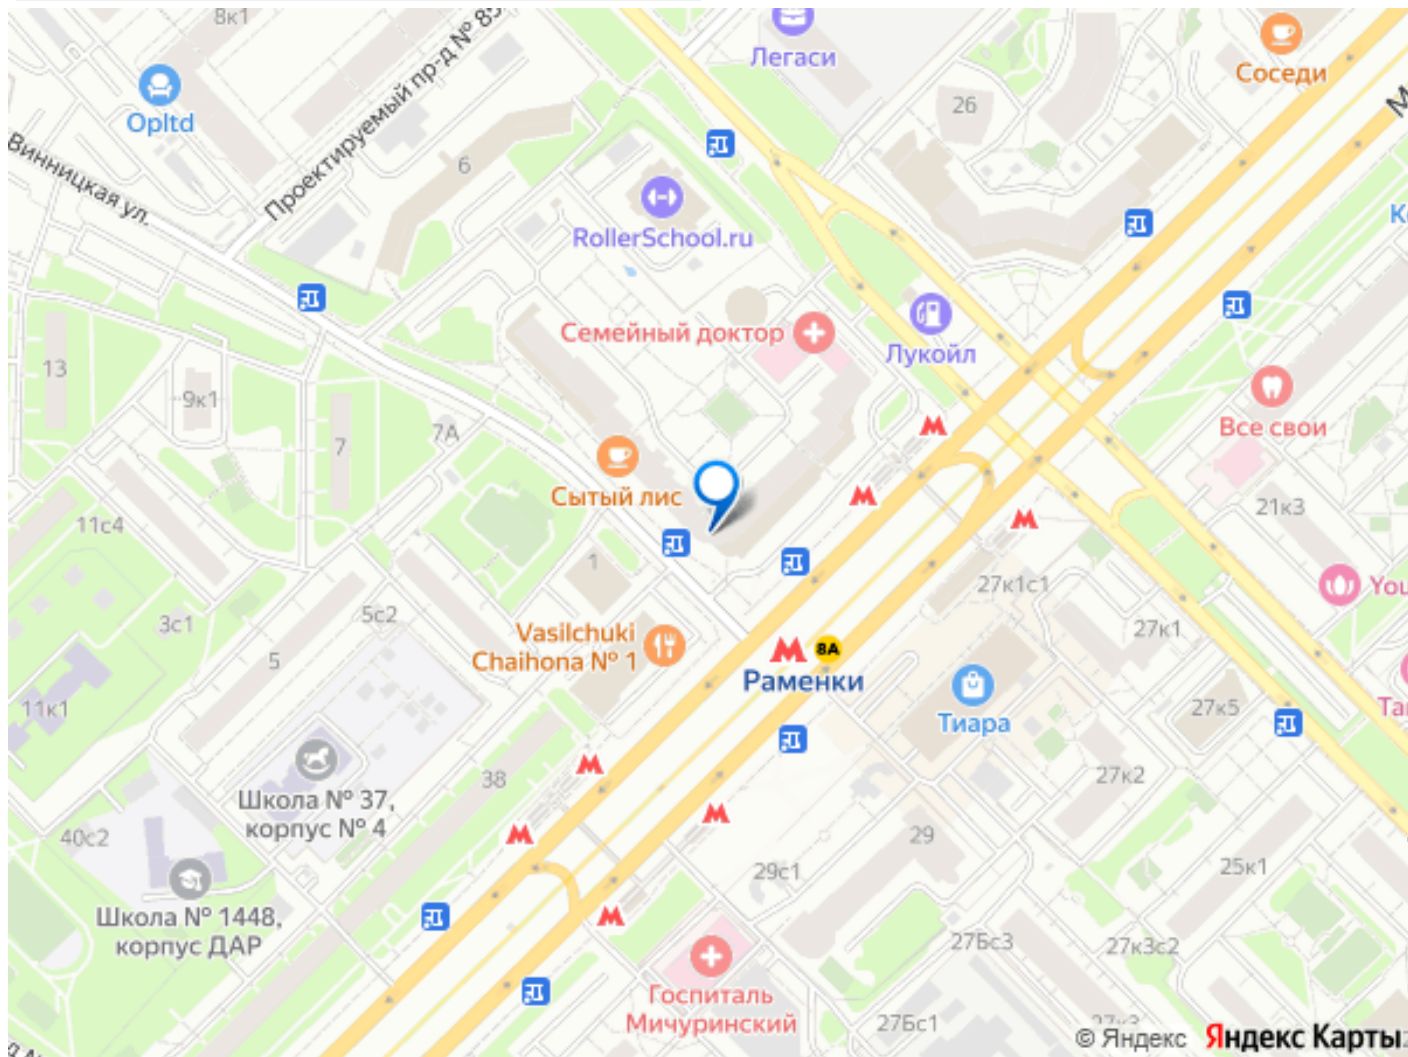 8к1
Легаси
Соседи
Opltd
26
Проектируемый пр-д №
Винницкая ул.
6
RollerSchool.ru
Семейный доктор
Лукойл
13
9к1
7
7А
Все свои
Сытый лис
21к3
11с4
1
27к1с1
You
3с1
5с2
Vasilchuki
Chaihona № 1
27к1
5
8А
Раменки
11к1
Тиара
27к5
38
27к2
Школа № 37,
корпус № 4
40с2
29
29с1
25к1
Школа № 1448,
корпус ДАР
27Бс3
27к3с2
Госпиталь
Мичуринский
27Бс1
27к3
© Яндекс Яндекс Карты